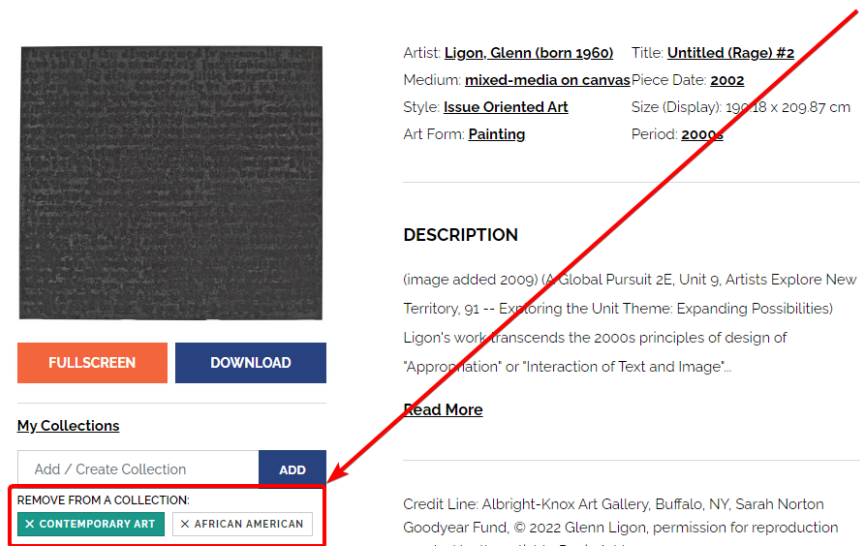 Artist: Ligon, Glenn (born 1960) Title: Untitled (Rage) #2
Medium: mixed-media on canvas Piece Date: 2002
Style: Issue Oriented Art Size (Display): 190.18 x 209.87 cm
Art Form: Painting Period: 2000s
DESCRIPTION
(image added 2009) (A Global Pursuit 2E, Unit 9, Artists Explore New
Territory, 91 -- Exploring the Unit Theme: Expanding Possibilities)
Ligon's work transcends the 2000s principles of design of
"Appropriation" or "Interaction of Text and Image"...
Read More
Credit Line: Albright-Knox Art Gallery, Buffalo, NY, Sarah Norton
Goodyear Fund, © 2022 Glenn Ligon, permission for reproduction
FULLSCREEN DOWNLOAD
My Collections
Add / Create Collection ADD
REMOVE FROM A COLLECTION:
× CONTEMPORARY ART × AFRICAN AMERICAN